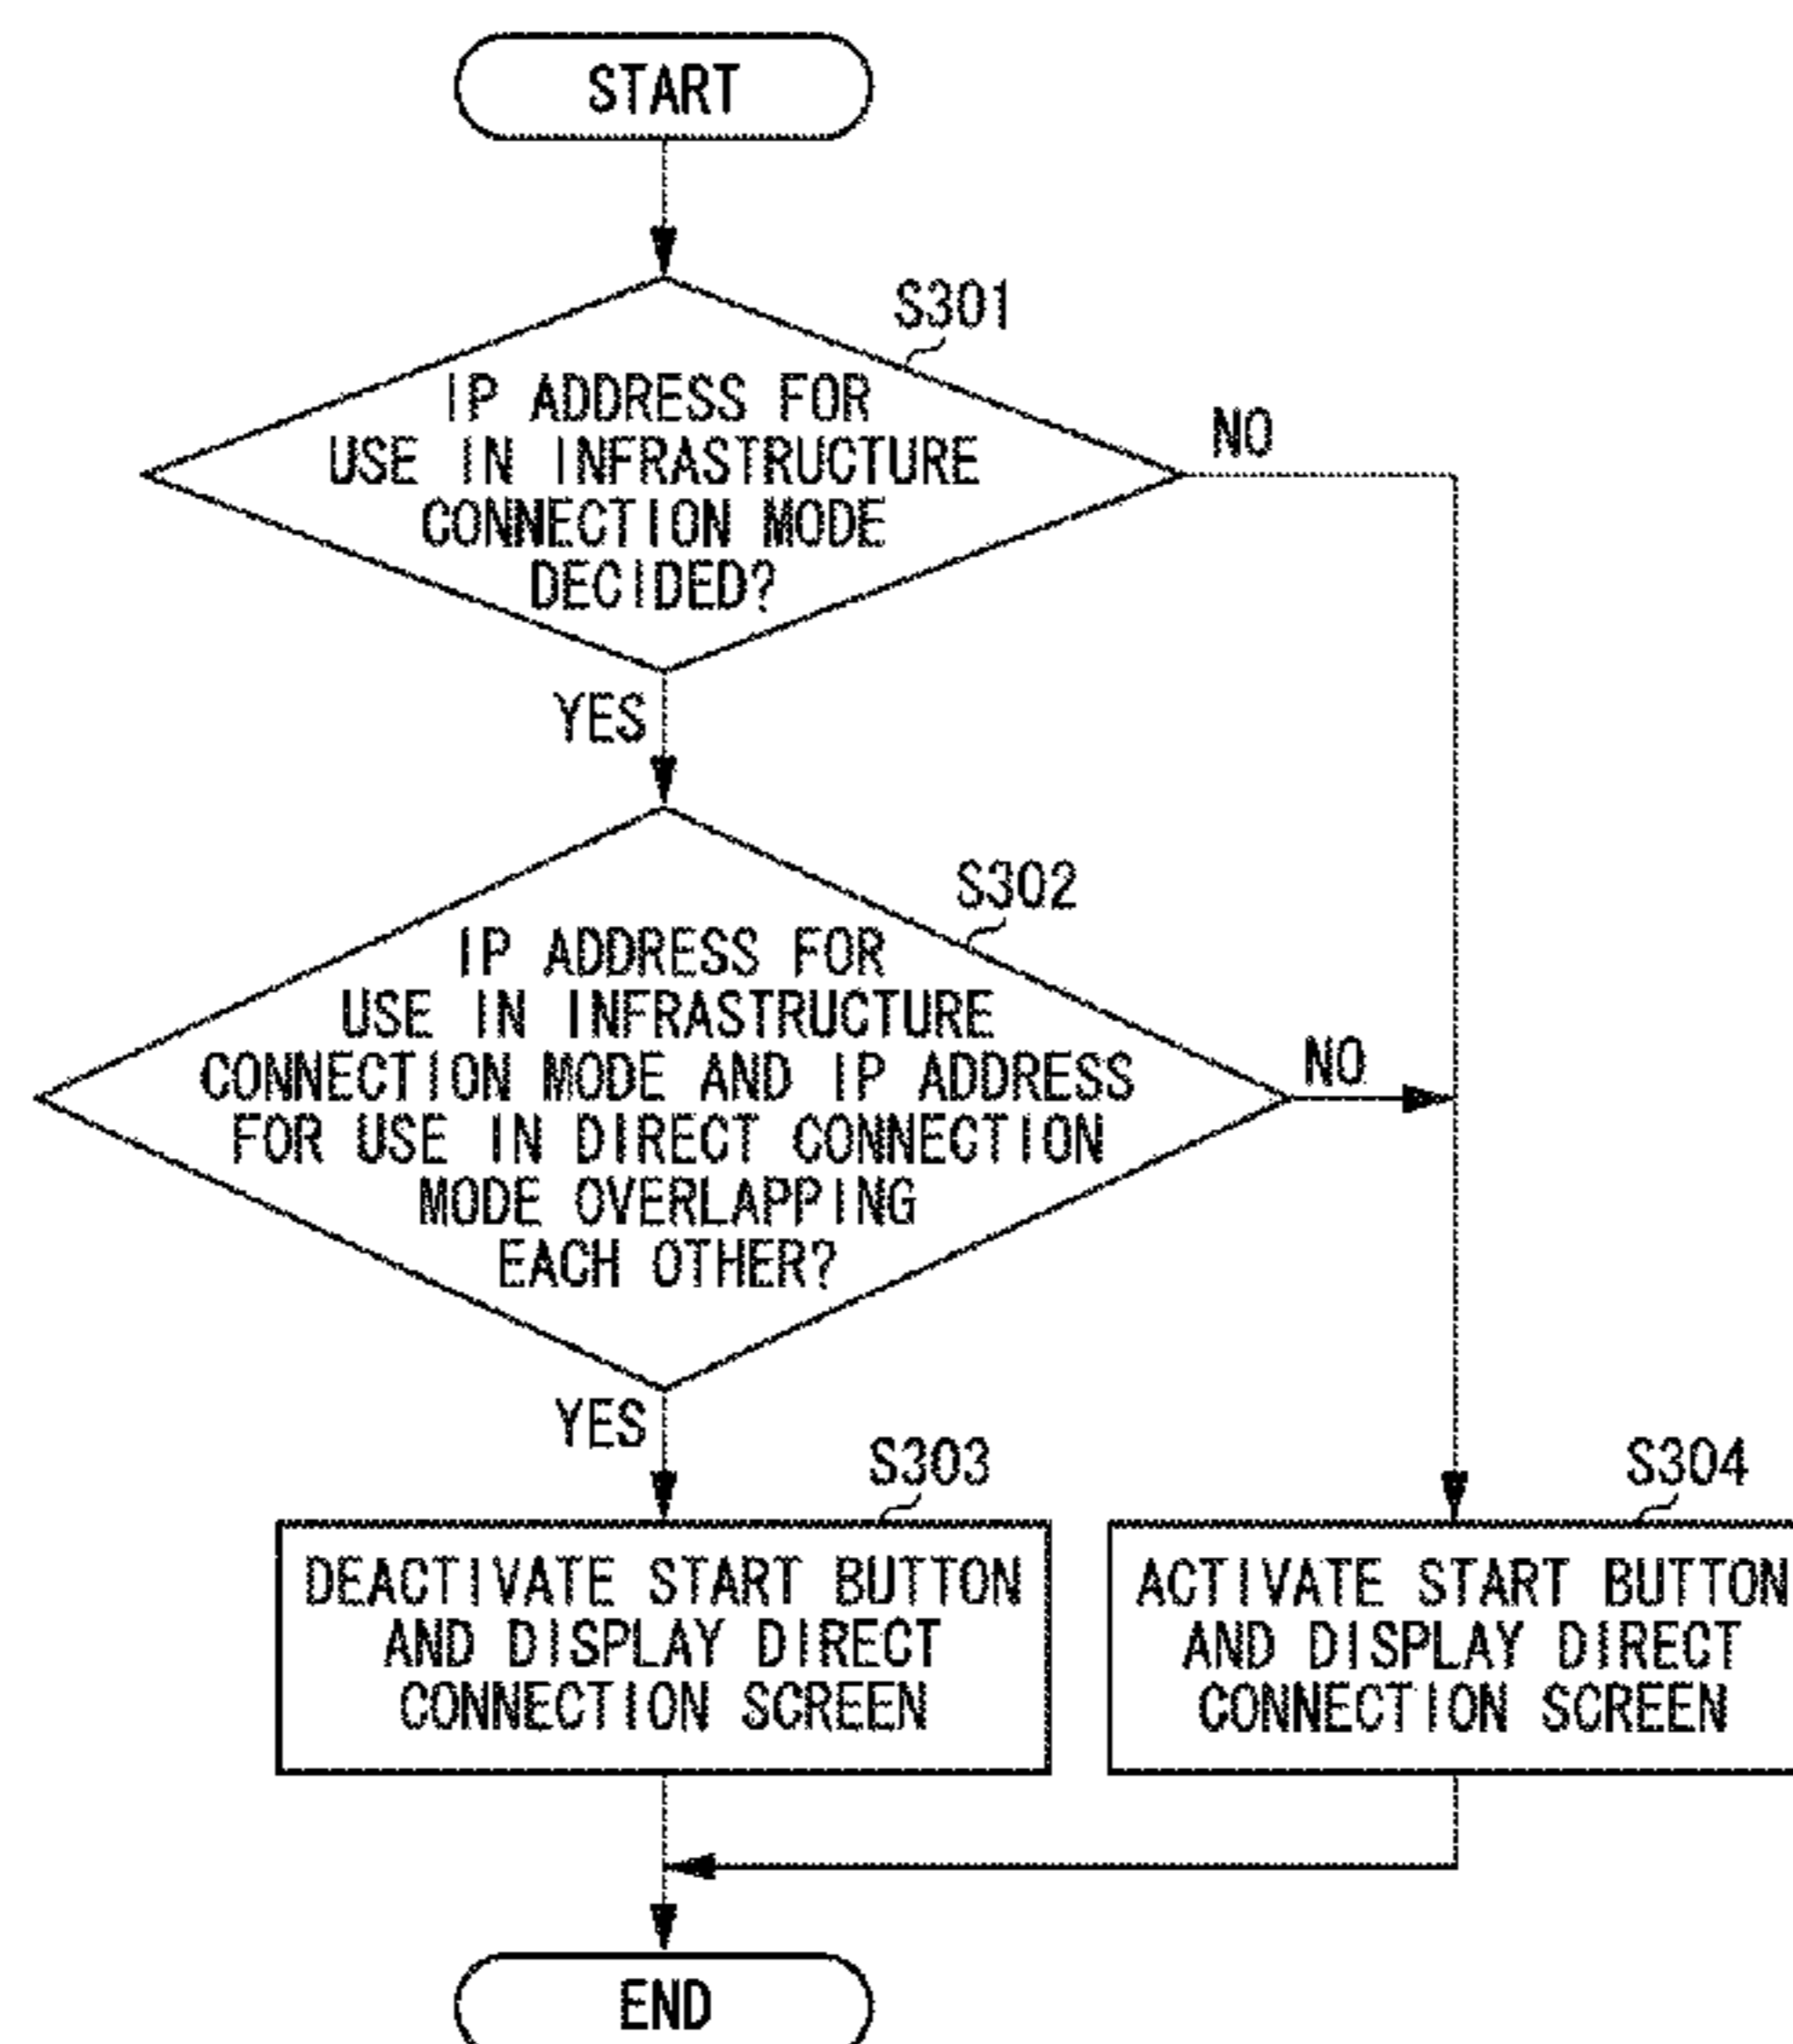 START
S301
IP ADDRESS FOR
USE IN INFRASTRUCTURE
CONNECTION MODE
DECIDED?
NO
YES
S302
IP ADDRESS FOR
USE IN INFRASTRUCTURE
CONNECTION MODE AND IP ADDRESS
FOR USE IN DIRECT CONNECTION
MODE OVERLAPPING
EACH OTHER?
NO
YES
S303
DEACTIVATE START BUTTON
AND DISPLAY DIRECT
CONNECTION SCREEN
S304
ACTIVATE START BUTTON
AND DISPLAY DIRECT
CONNECTION SCREEN
END